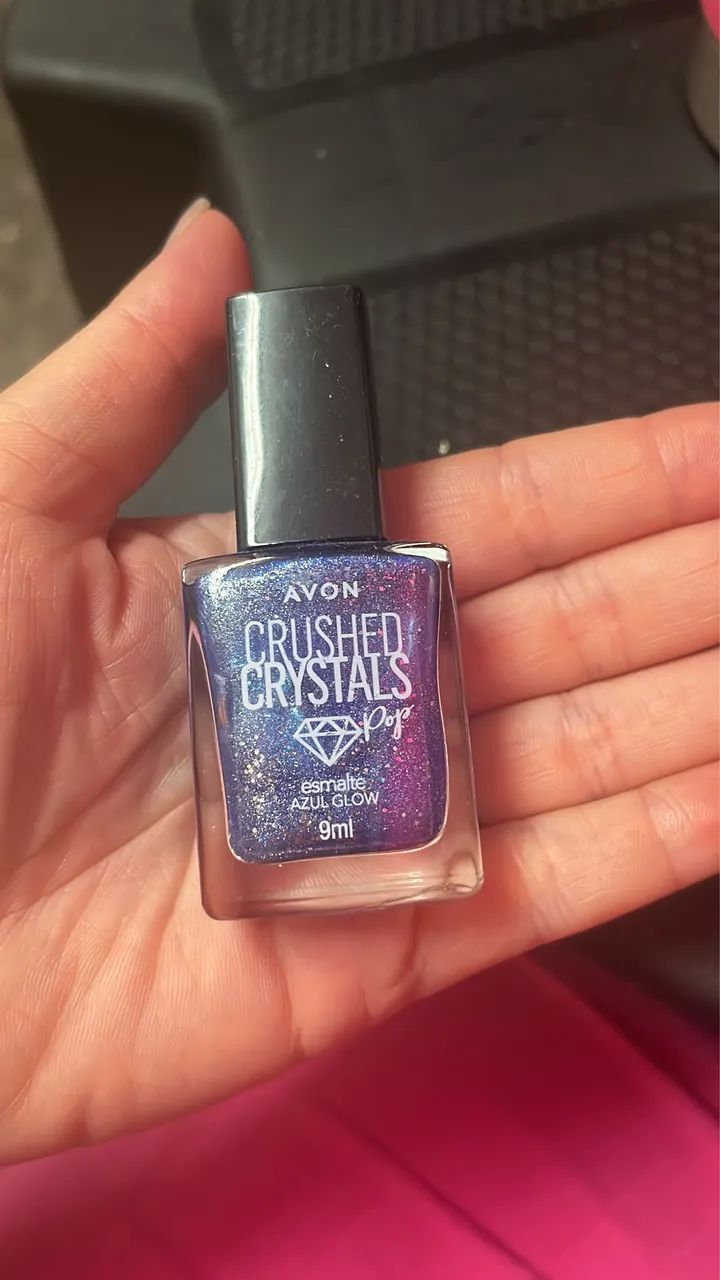 AVON
CRUSHED
CRYSTALS
Pop
esmalte
AZUL GLOW
9ml